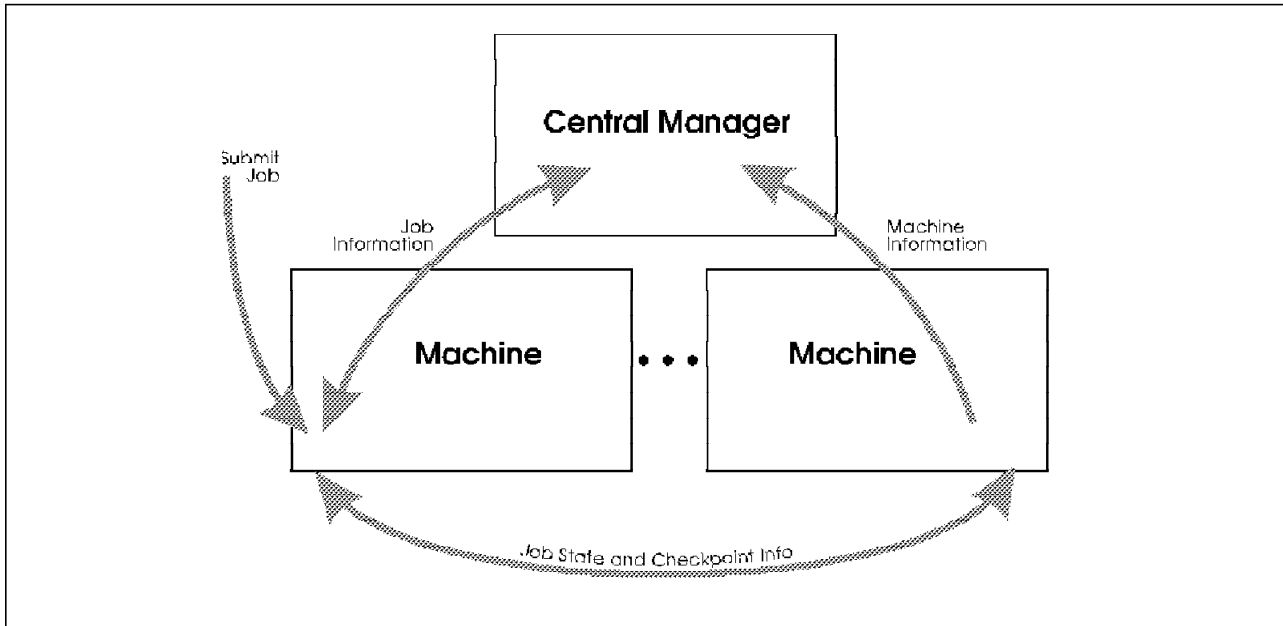 Central Manager
Submit
Job
Job
Information
Machine
Information
Machine
Machine
Job State and Checkpoint Info